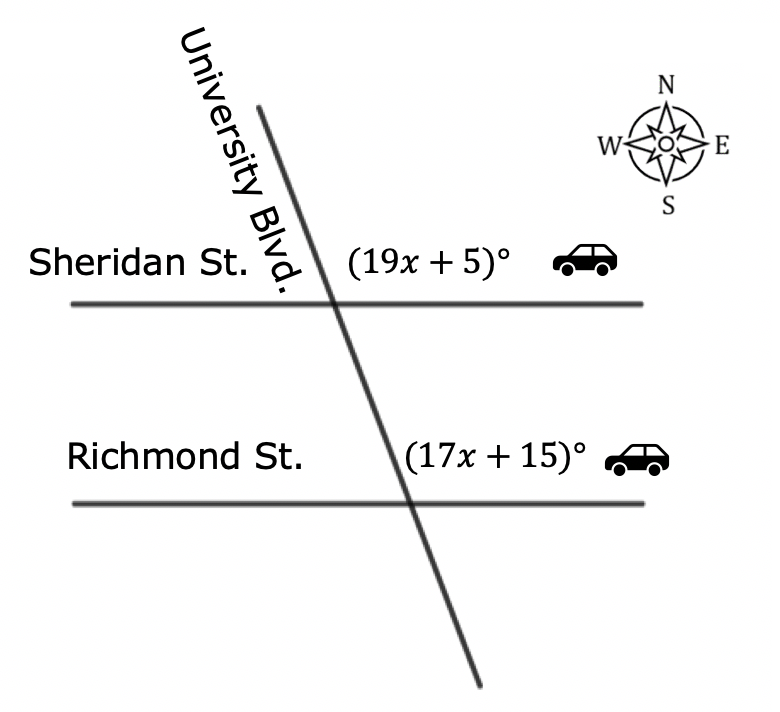 University Blvd.
N
W
E
S
Sheridan St.
(19x + 5)°
Richmond St.
(17x + 15)°